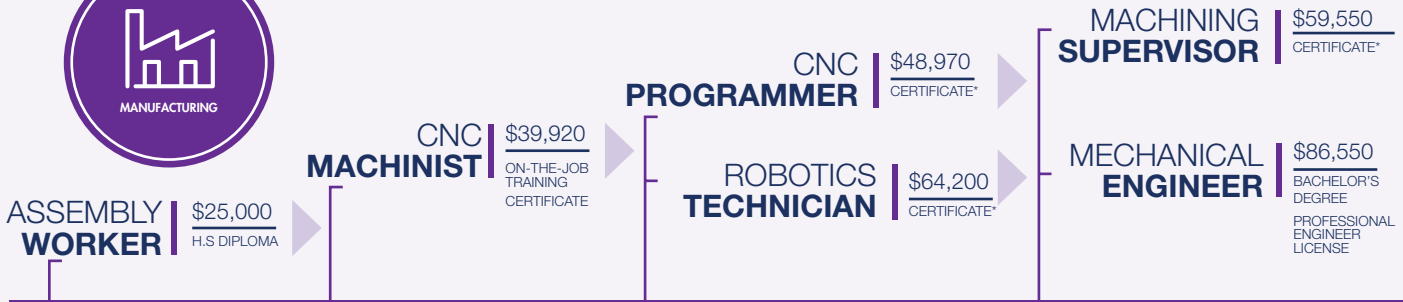 MANUFACTURING
ASSEMBLY
WORKER
$25,000
H.S DIPLOMA
CNC
MACHINIST
$39,920
ON-THE-JOB
TRAINING
CERTIFICATE
CNC
PROGRAMMER
$48,970
CERTIFICATE*
ROBOTICS
TECHNICIAN
$64,200
CERTIFICATE*
MACHINING
SUPERVISOR
$59,550
CERTIFICATE*
MECHANICAL
ENGINEER
$86,550
BACHELOR'S
DEGREE
PROFESSIONAL
ENGINEER
LICENSE